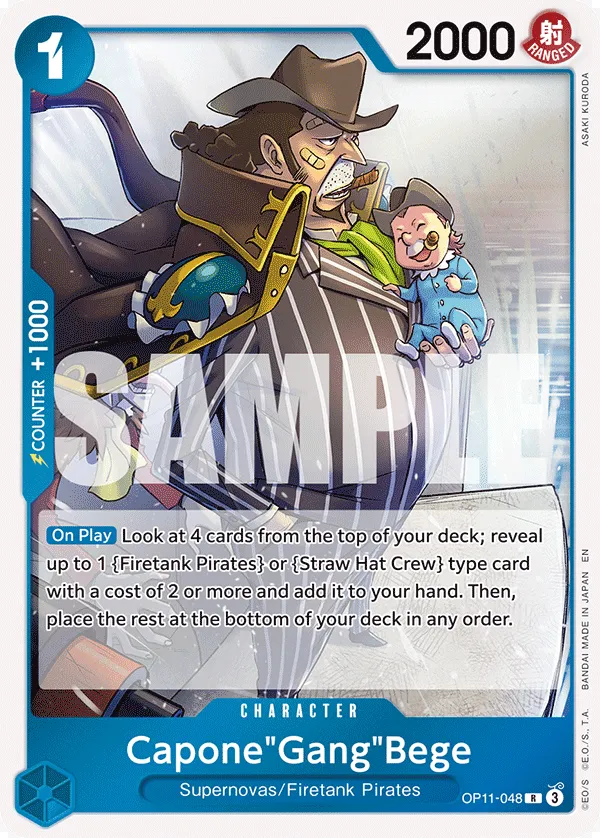 1
2000
射
RANGED
ASAKI KURODA
COUNTER +1000
SAMPLE
On Play Look at 4 cards from the top of your deck; reveal
up to 1 {Firetank Pirates} or {Straw Hat Crew} type card
with a cost of 2 or more and add it to your hand. Then,
place the rest at the bottom of your deck in any order.
©E/O/S ©E.O./S., T.A. BANDAI MADE IN JAPAN EN
CHARACTER
Capone"Gang"Bege
Supernovas/Firetank Pirates
OP11-048 R 3